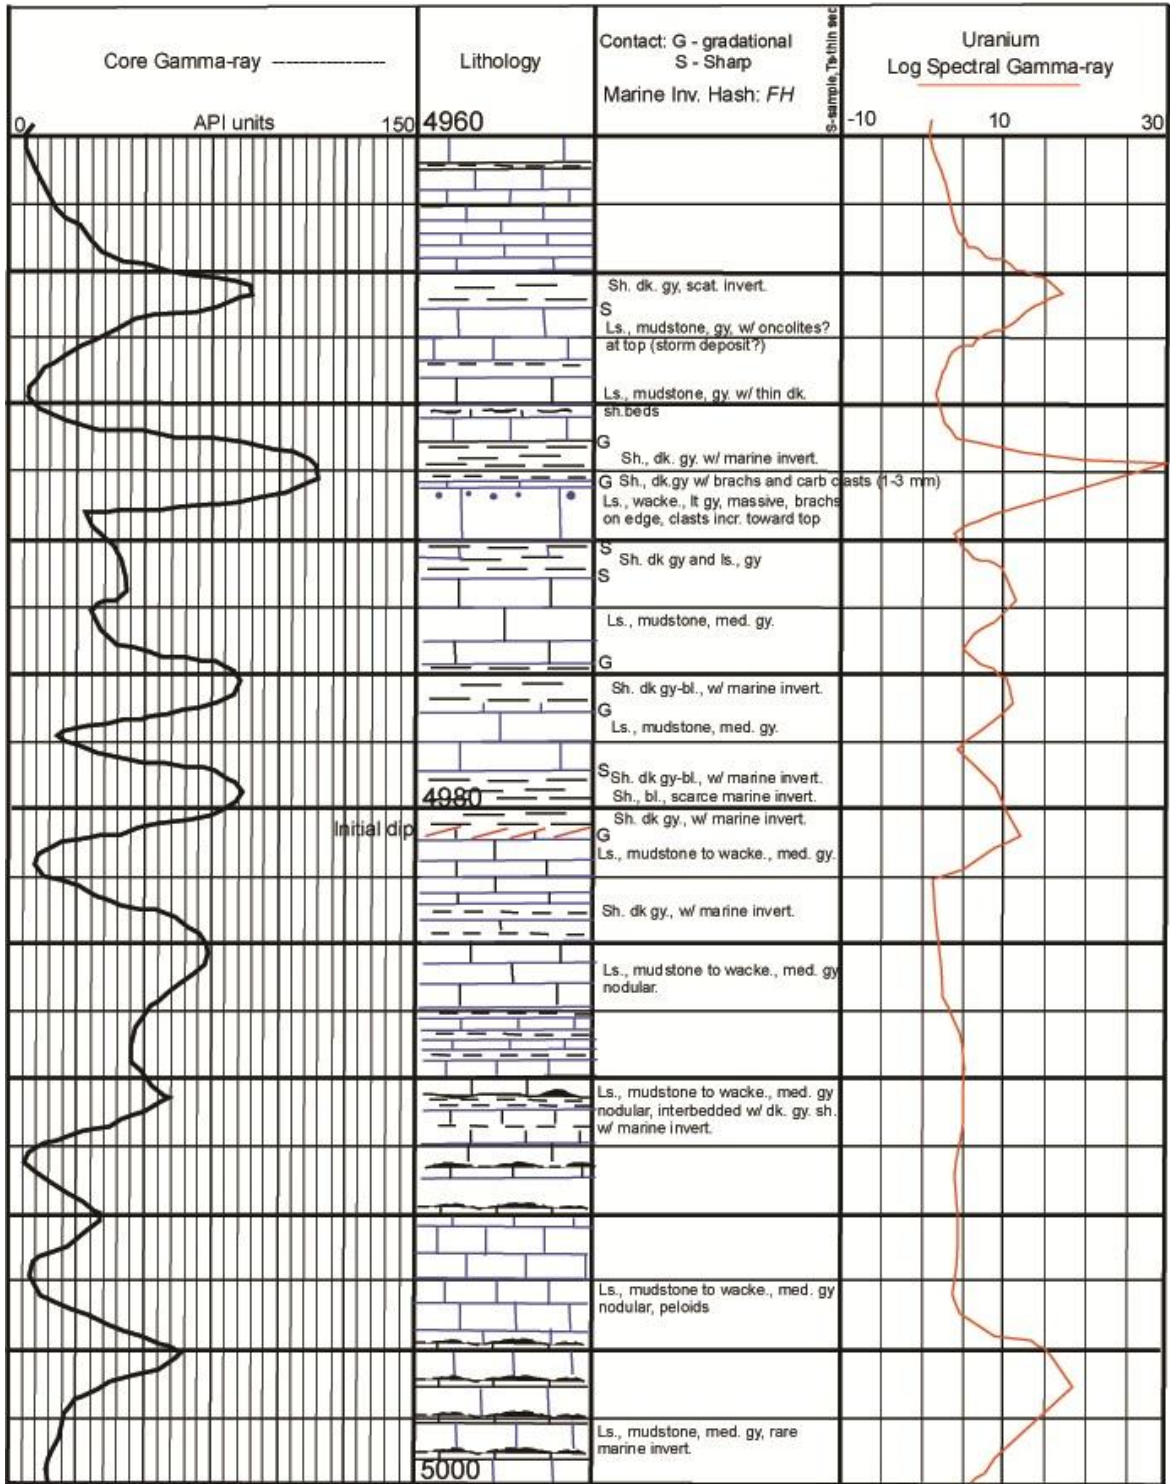 Core Gamma-ray ----------------
0 API units 150
Lithology
4960
Contact: G - gradational
S - Sharp
Marine Inv. Hash: FH
S-sample, Ts-thin sec
Uranium
Log Spectral Gamma-ray
-10 10 30
Sh. dk. gy, scat. invert.
S
Ls., mudstone, gy, w/ oncolites?
at top (storm deposit?)
Ls., mudstone, gy. w/ thin dk.
sh.beds
G
Sh., dk. gy. w/ marine invert.
G Sh., dk.gy w/ brachs and carb clasts (1-3 mm)
Ls., wacke., lt gy, massive, brachs
on edge, clasts incr. toward top
S
Sh. dk gy and ls., gy
S
Ls., mudstone, med. gy.
G
Sh. dk gy-bl., w/ marine invert.
G
Ls., mudstone, med. gy.
S
Sh. dk gy-bl., w/ marine invert.
Sh., bl., scarce marine invert.
4980
Sh. dk gy., w/ marine invert.
Initial dip
G
Ls., mudstone to wacke., med. gy.
Sh. dk gy., w/ marine invert.
Ls., mudstone to wacke., med. gy
nodular.
Ls., mudstone to wacke., med. gy
nodular, interbedded w/ dk. gy. sh.
w/ marine invert.
Ls., mudstone to wacke., med. gy
nodular, peloids
Ls., mudstone, med. gy, rare
marine invert.
5000